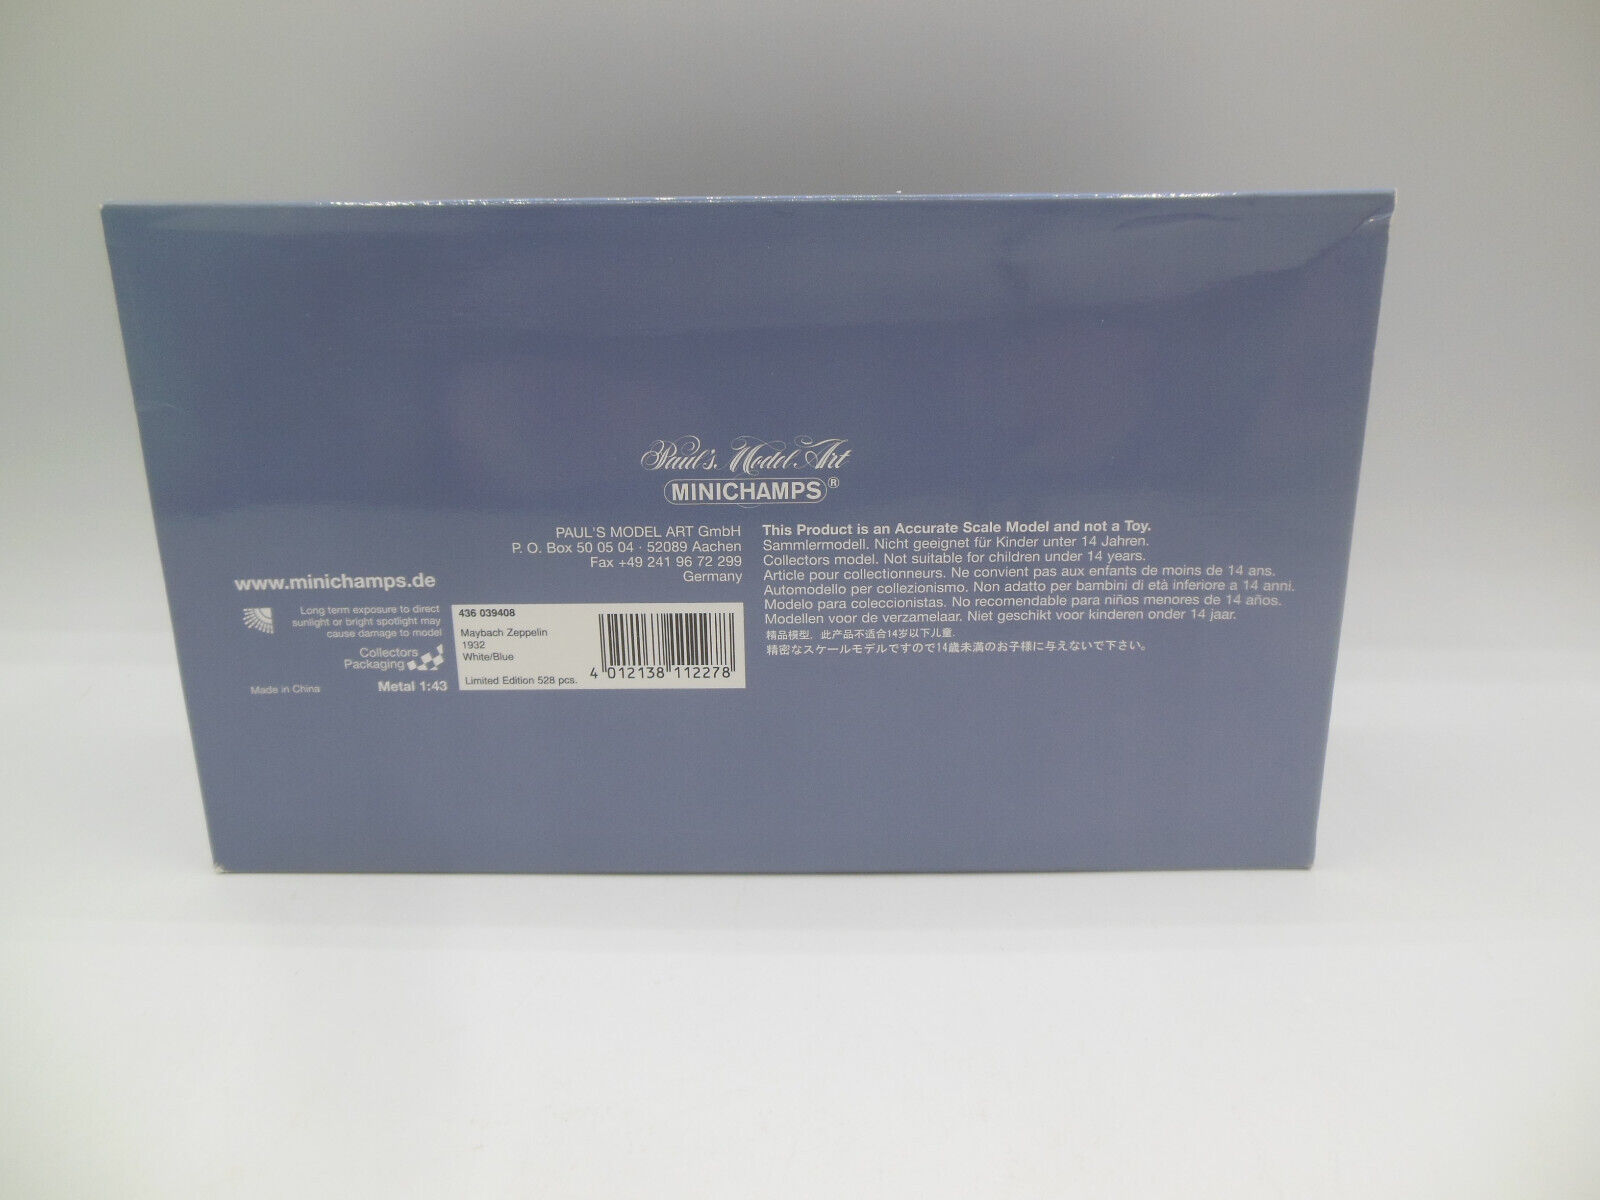 Paul's Model Art
MINICHAMPS®
PAUL'S MODEL ART GmbH
P. O. Box 50 05 04 · 52089 Aachen
Fax +49 241 96 72 299
Germany
This Product is an Accurate Scale Model and not a Toy.
Sammlermodell. Nicht geeignet für Kinder unter 14 Jahren.
Collectors model. Not suitable for children under 14 years.
Article pour collectionneurs. Ne convient pas aux enfants de moins de 14 ans.
Automodello per collezionismo. Non adatto per bambini di età inferiore a 14 anni.
Modelo para coleccionistas. No recomendable para niños menores de 14 años.
Modellen voor de verzamelaar. Niet geschikt voor kinderen onder 14 jaar.
精品模型, 此产品不适合14岁以下儿童.
精密なスケールモデルですので14歳未満のお子様に与えないで下さい。
www.minichamps.de
Long term exposure to direct
sunlight or bright spotlight may
cause damage to model
Collectors
Packaging
Made in China
Metal 1:43
436 039408
Maybach Zeppelin
1932
White/Blue
Limited Edition 528 pcs.
4 012138 112278